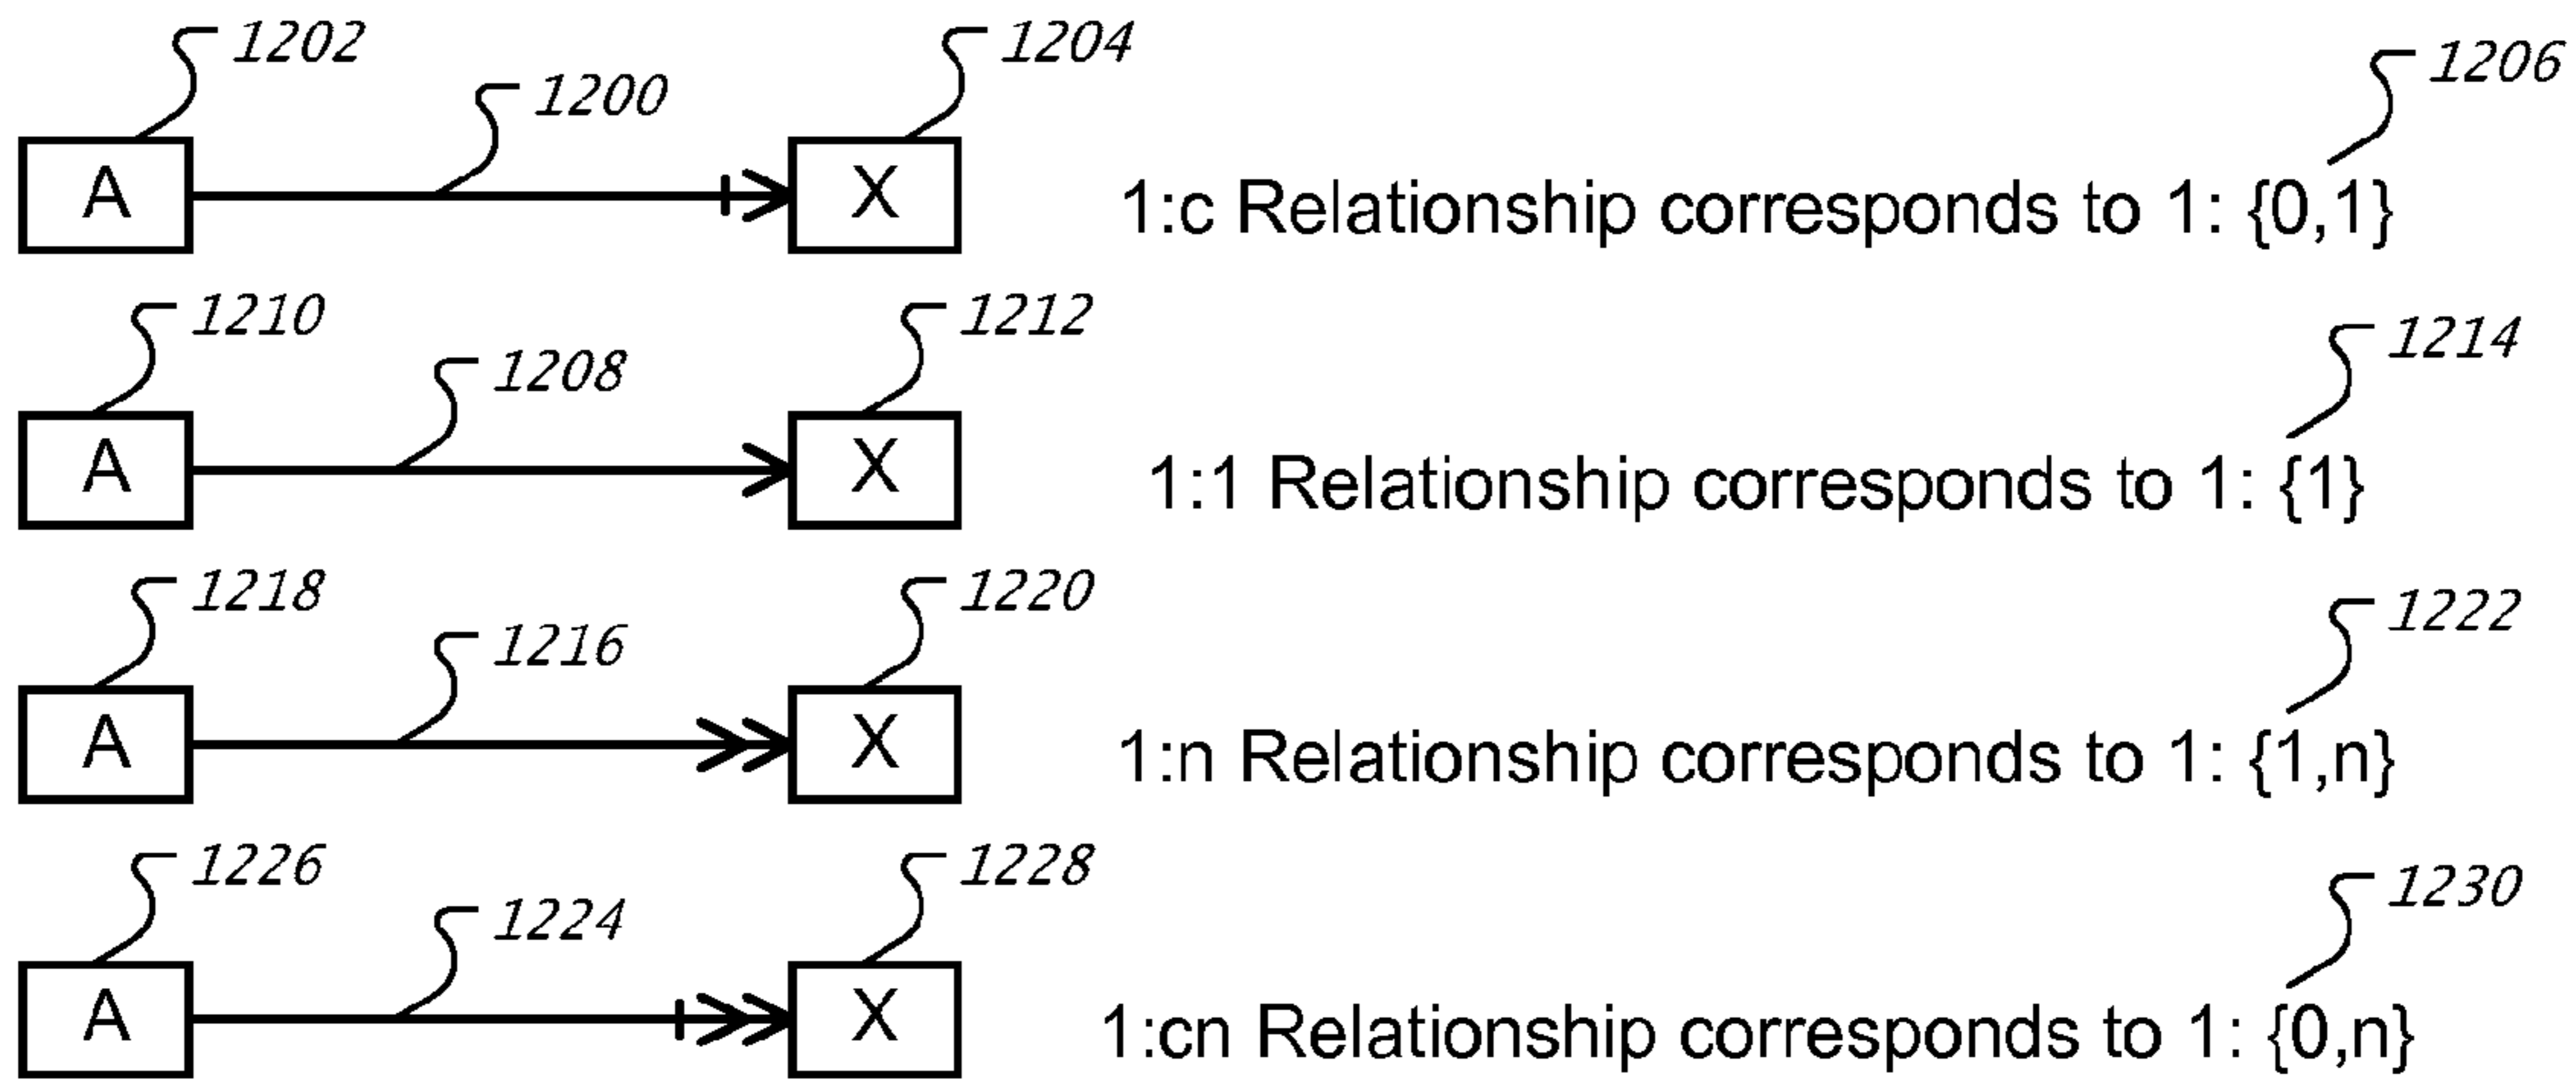 1202
1204
1206
1200
A
X
1:c Relationship corresponds to 1: {0,1}
1210
1212
1214
1208
A
X
1:1 Relationship corresponds to 1: {1}
1218
1220
1222
1216
A
X
1:n Relationship corresponds to 1: {1,n}
1226
1228
1230
1224
A
X
1:cn Relationship corresponds to 1: {0,n}